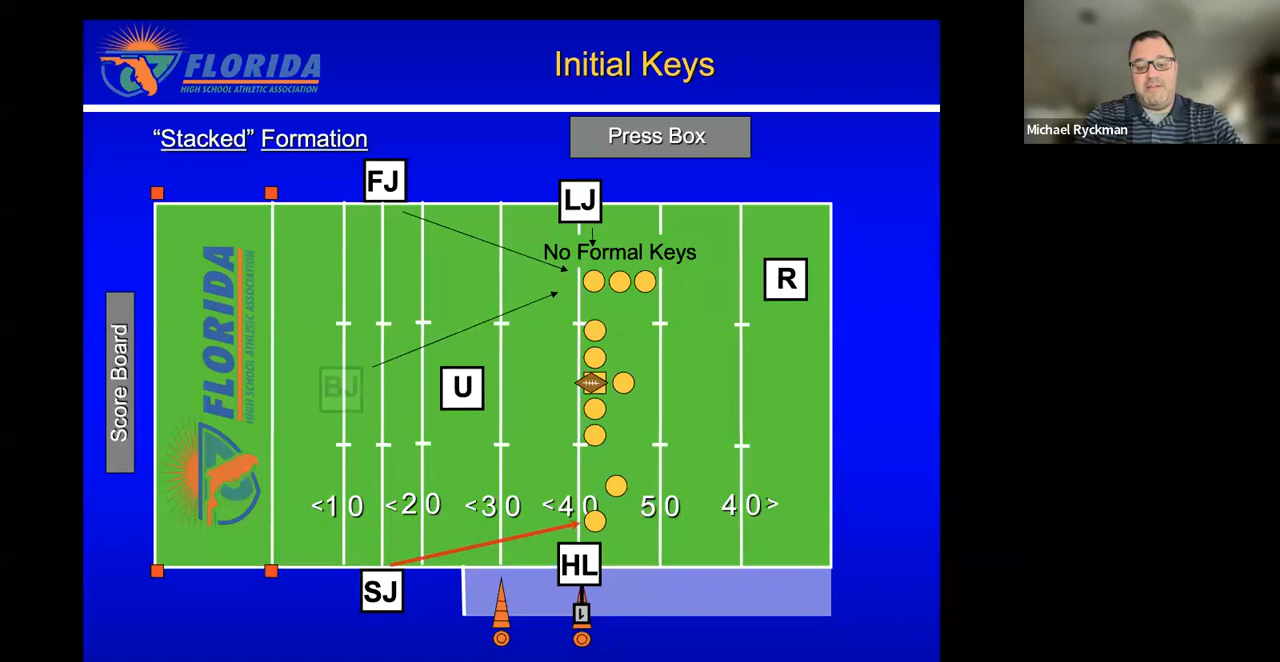 FLORIDA
HIGH SCHOOL ATHLETIC ASSOCIATION
Initial Keys
Michael Ryckman
"Stacked" Formation
Press Box
FJ
LJ
No Formal Keys
R
Score Board
FLORIDA
HIGH SCHOOL ATHLETIC ASSOCIATION
BJ
U
<10 <20 <30 <40 50 40>
HL
SJ
1